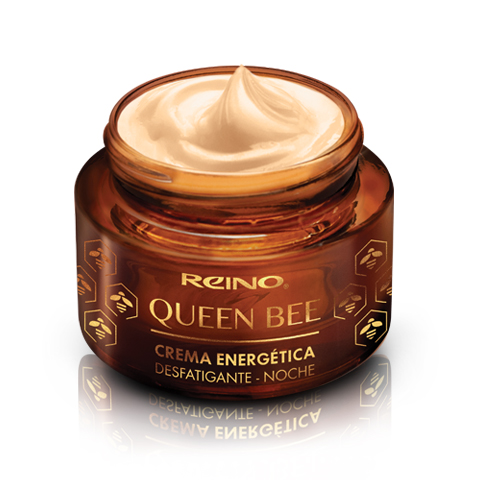 REINO®
QUEEN BEE
CREMA ENERGÉTICA
DESFATIGANTE - NOCHE